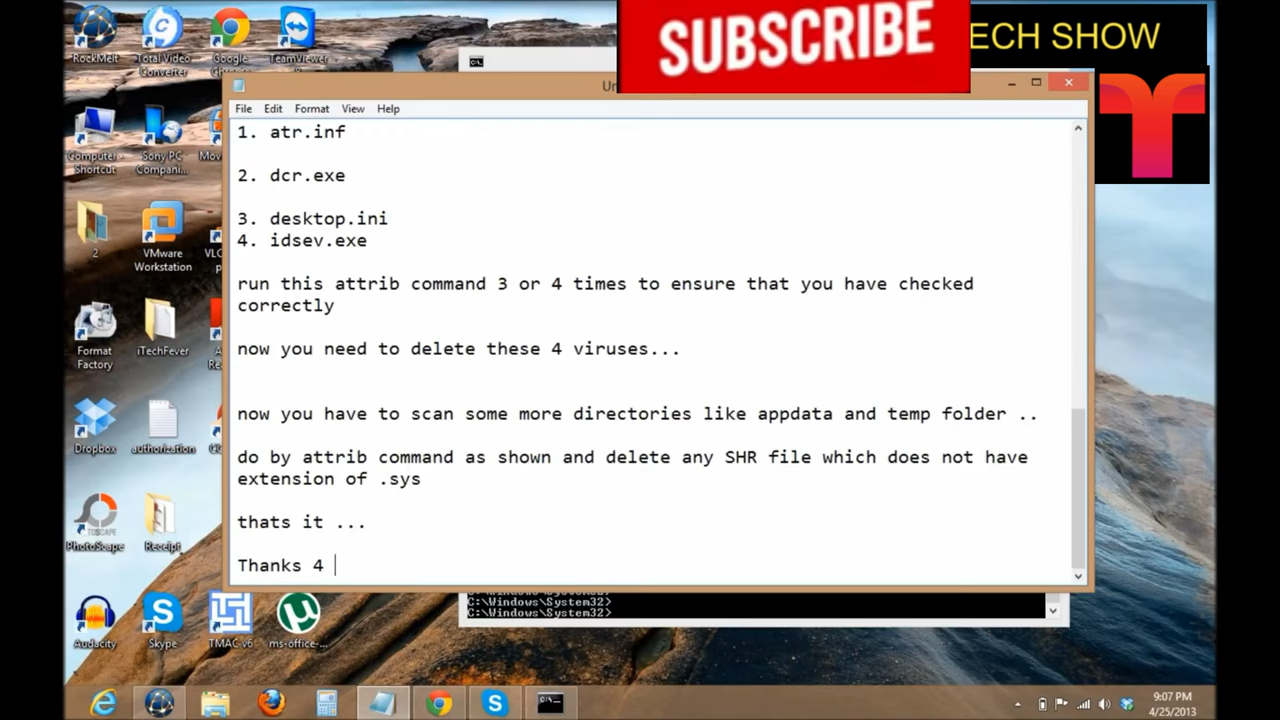 SUBSCRIBE
ECH SHOW
RockMelt
Total Video
Converter
Google
TeamViewer
8
File Edit Format View Help
1. atr.inf
2. dcr.exe
3. desktop.ini
4. idsev.exe
run this attrib command 3 or 4 times to ensure that you have checked
correctly
now you need to delete these 4 viruses...
now you have to scan some more directories like appdata and temp folder ..
do by attrib command as shown and delete any SHR file which does not have
extension of .sys
thats it ...
Thanks 4
Computer -
Shortcut
Sony PC
Compani...
Mov
2
VMware
Workstation
VLC
p
Format
Factory
iTechFever
A
Re
Dropbox
authorization
PhotoScape
Receipt
Audacity
Skype
TMAC v6
ms-office-...
C:\Windows\System32>
C:\Windows\System32>
9:07 PM
4/25/2013